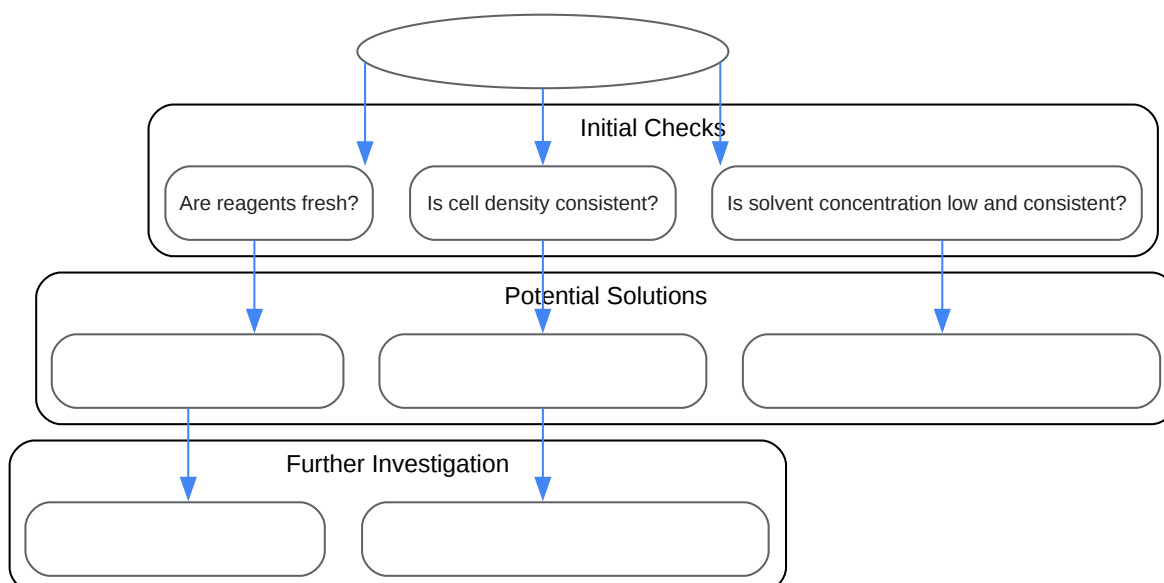 Initial Checks
Are reagents fresh?
Is cell density consistent?
Is solvent concentration low and consistent?
Potential Solutions
Further Investigation